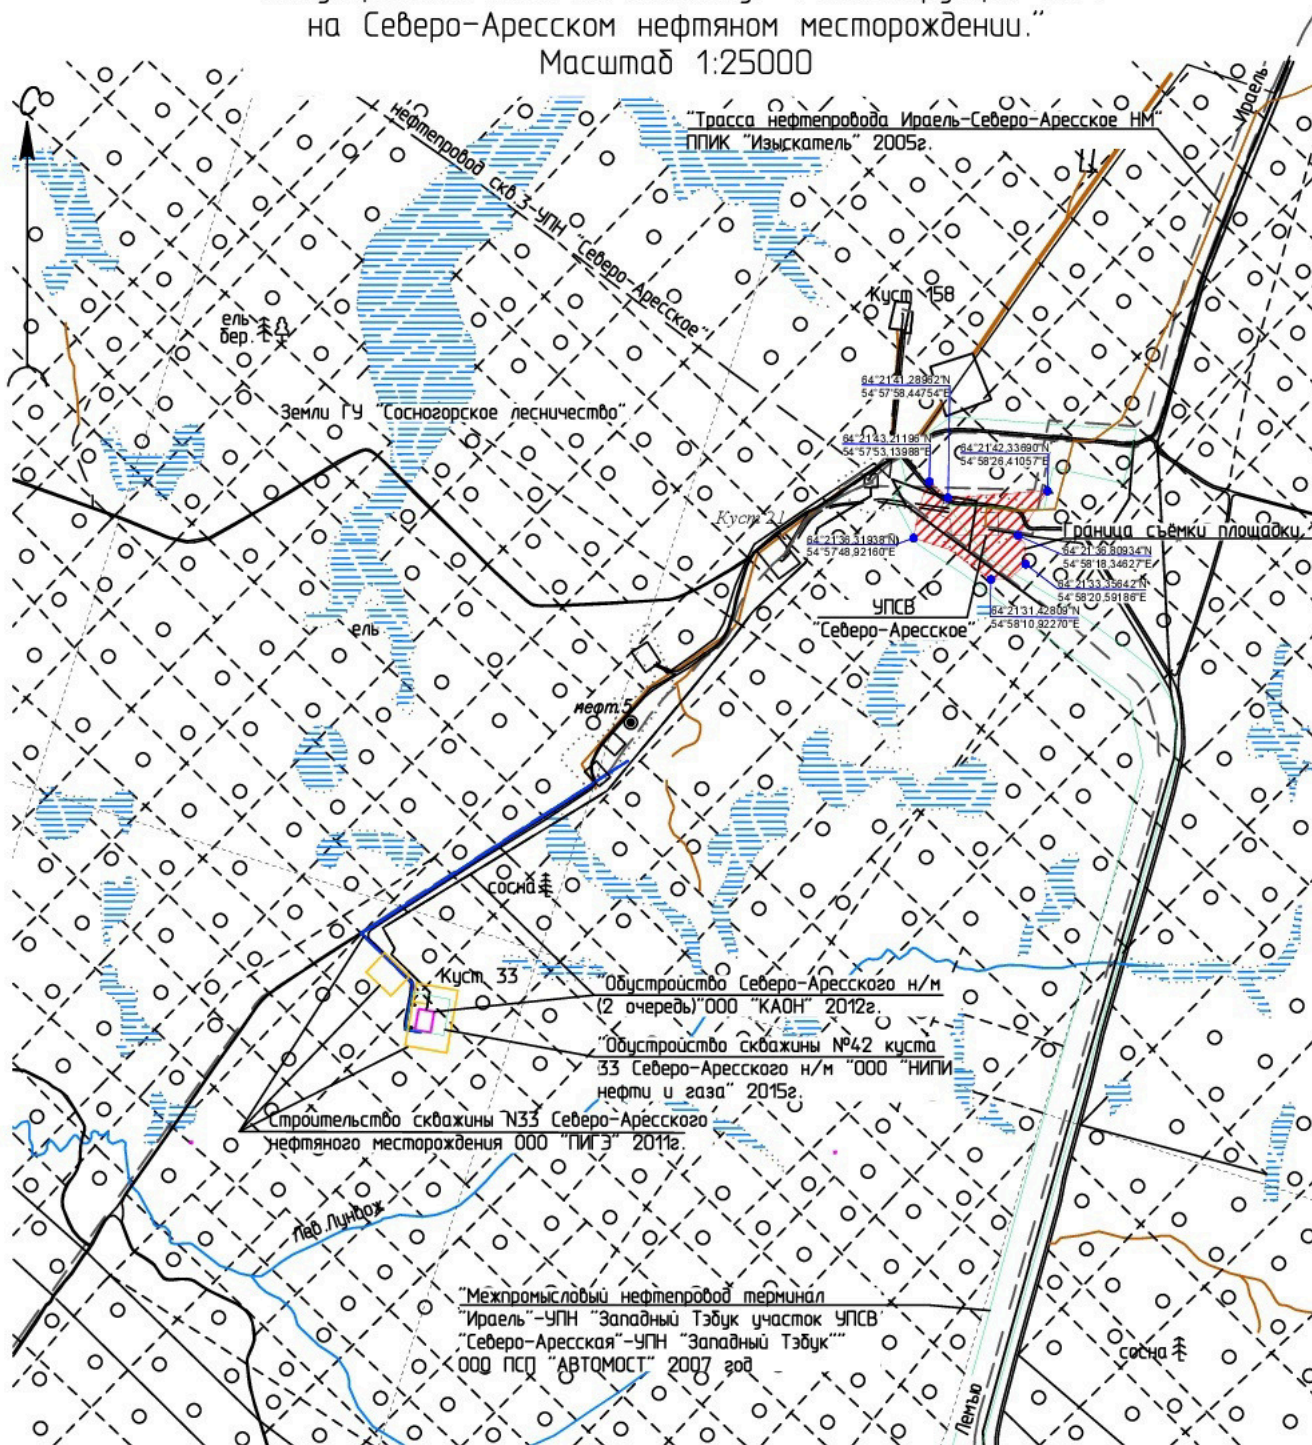 на Северо-Аресском нефтяном месторождении."
Масштаб 1:25000
С
нефтепровод скв.3-УПН "Северо-Аресское"
"Трасса нефтепровода Ираель-Северо-Аресское НМ"
ППИК "Изыскатель" 2005г.
Ираель
ель
бер.
Куст 158
64°21'41,28962"N
54°57'58,44754"E
Земли ГУ "Сосногорское лесничество"
64°21'43,21196"N
54°57'53,13988"E
64°21'42,33690"N
54°58'26,41057"E
Куст 21
64°21'36,31938"N
54°57'48,92160"E
Граница съёмки площадки.
64°21'36,80934"N
54°58'18,34627"E
64°21'33,35642"N
54°58'20,59186"E
УПСВ
"Северо-Аресское"
64°21'31,42809"N
54°58'10,92270"E
ель
нефт.5
сосна
Куст 33
"Обустройство Северо-Аресского н/м
(2 очередь)"ООО "КАОН" 2012г.
"Обустройство скважины №42 куста
33 Северо-Аресского н/м "ООО "НИПИ
нефти и газа" 2015г.
Строительство скважины N33 Северо-Аресского
нефтяного месторождения ООО "ПИГЭ" 2011г.
Лев.Лунвож
"Межпромысловый нефтепровод терминал
"Ираель"-УПН "Западный Тэбук участок УПСВ
"Северо-Аресская"-УПН "Западный Тэбук""
ООО ПСП "АВТОМОСТ" 2007 год
сосна
Лемъю